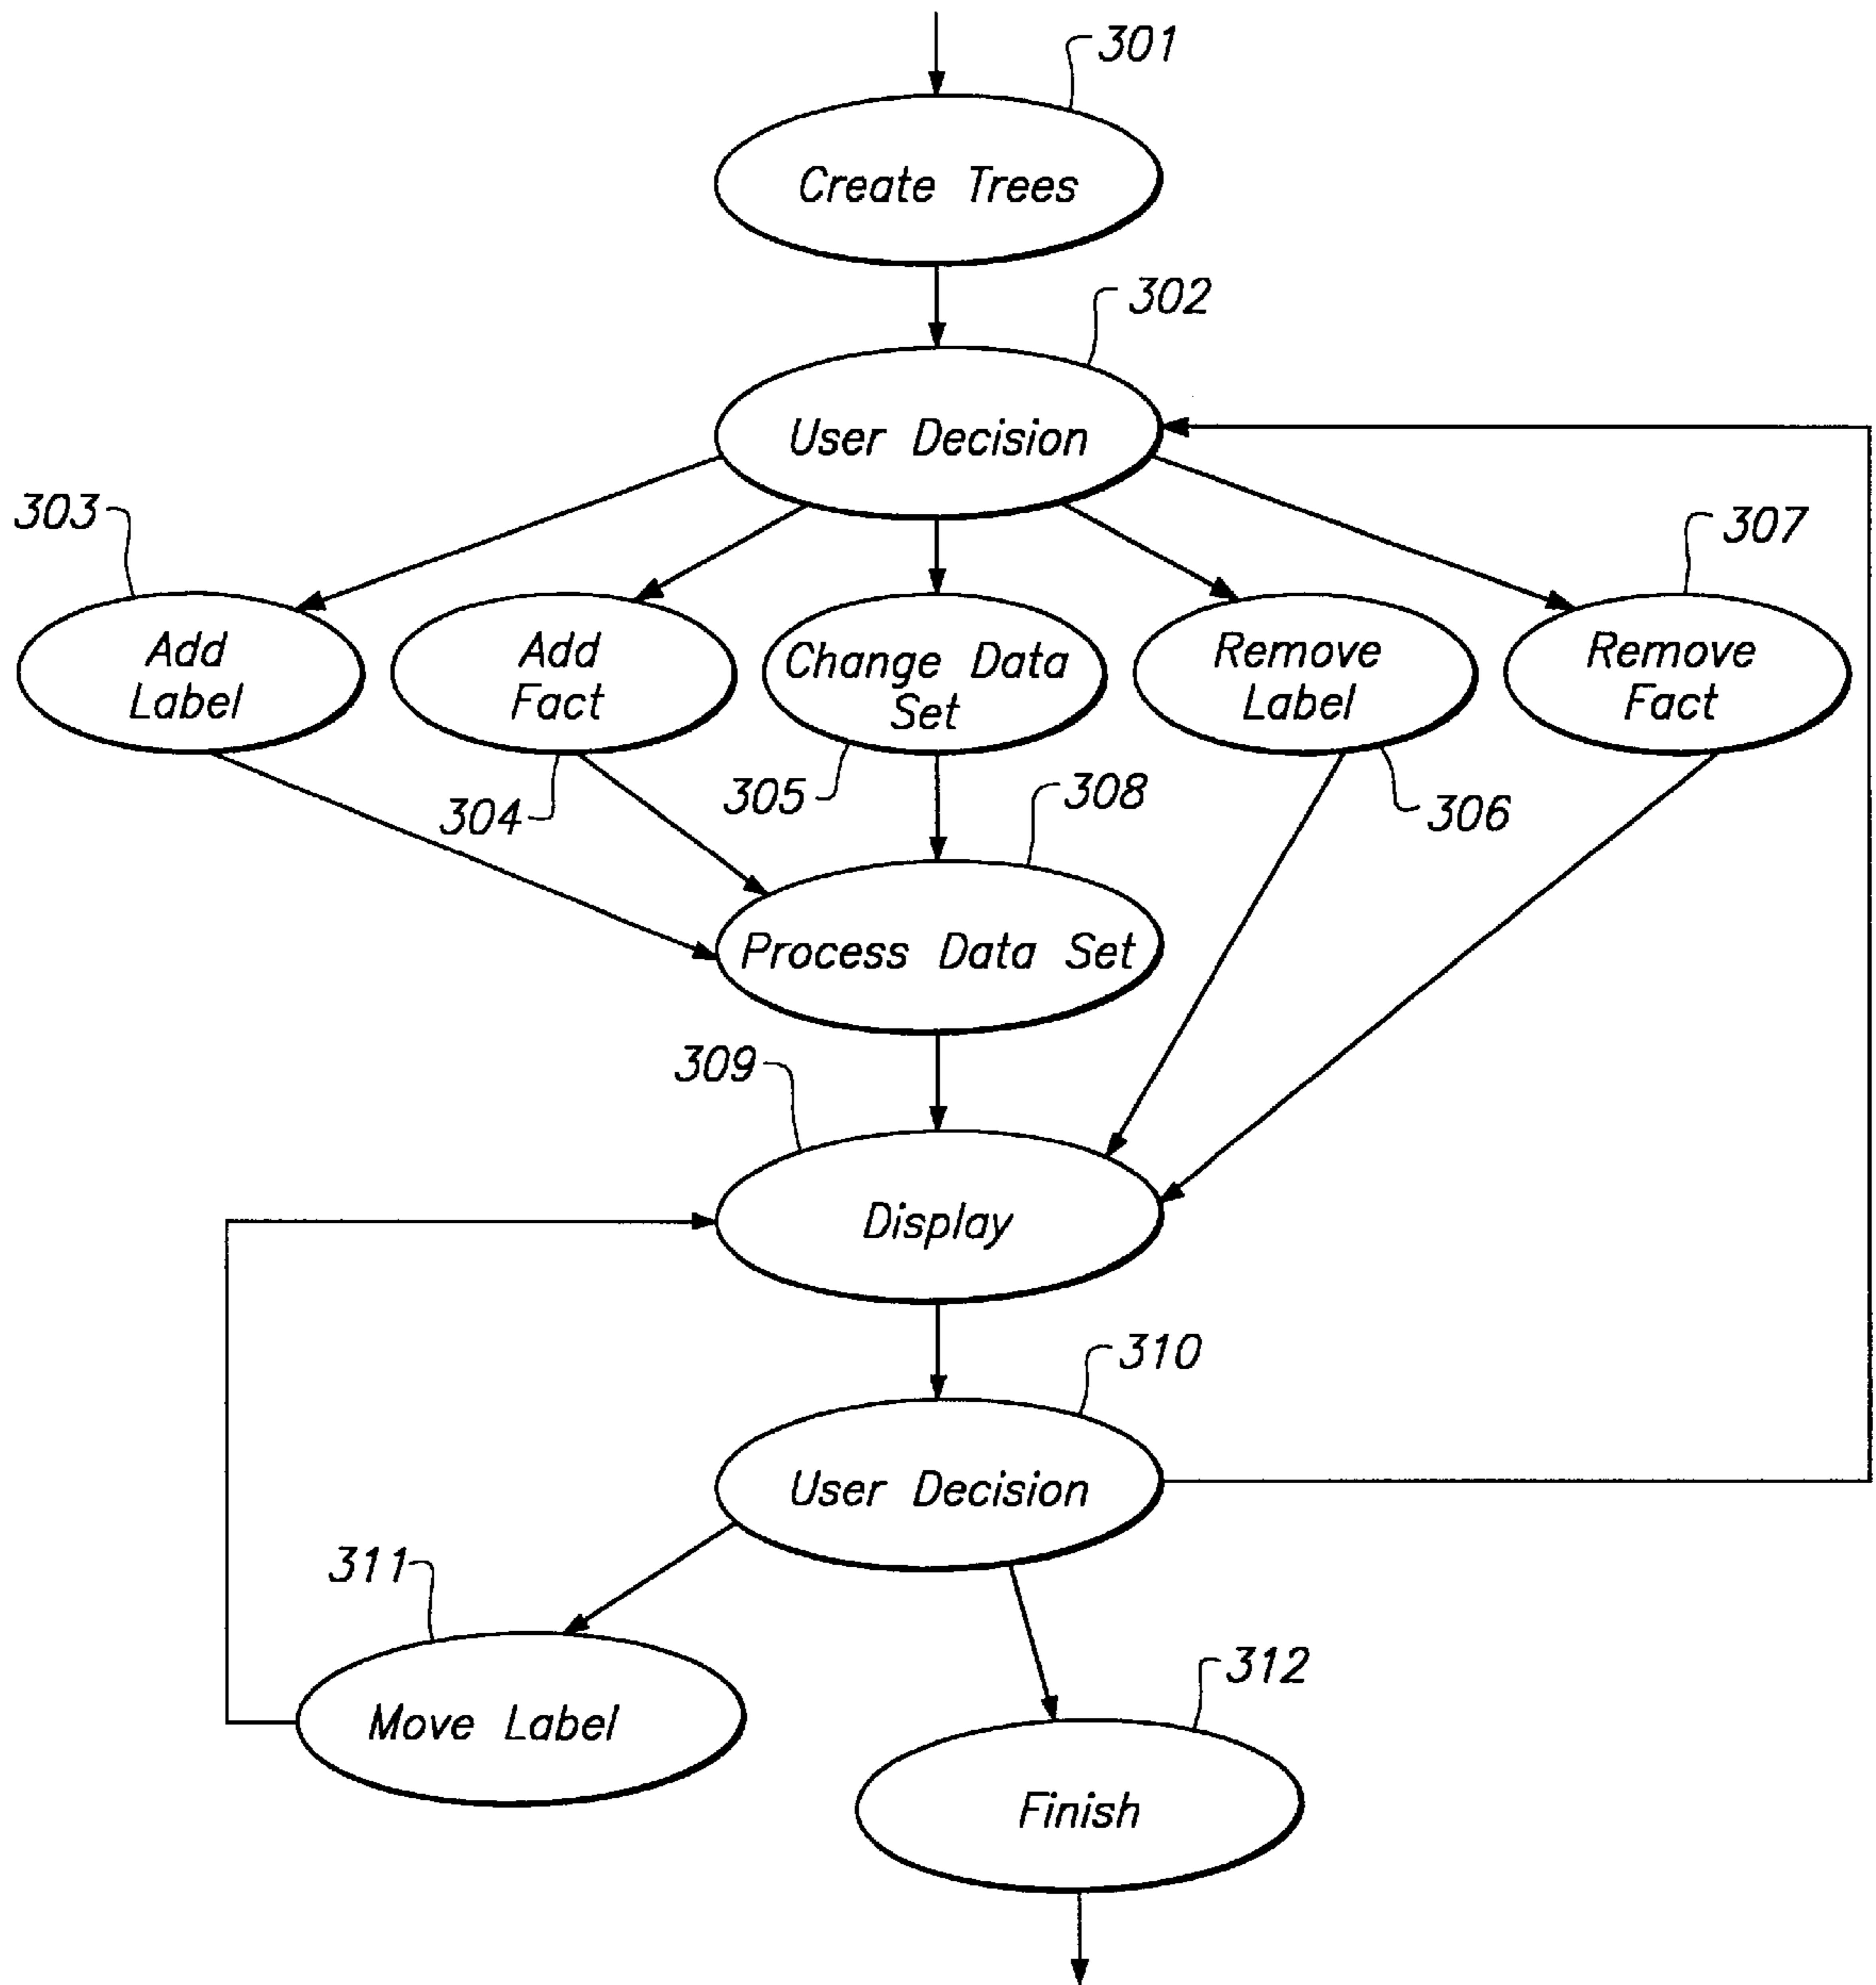 301
Create Trees
302
User Decision
303
307
Add
Label
Add
Fact
Change Data
Set
Remove
Label
Remove
Fact
304
305
308
306
Process Data Set
309
Display
310
User Decision
311
Move Label
312
Finish